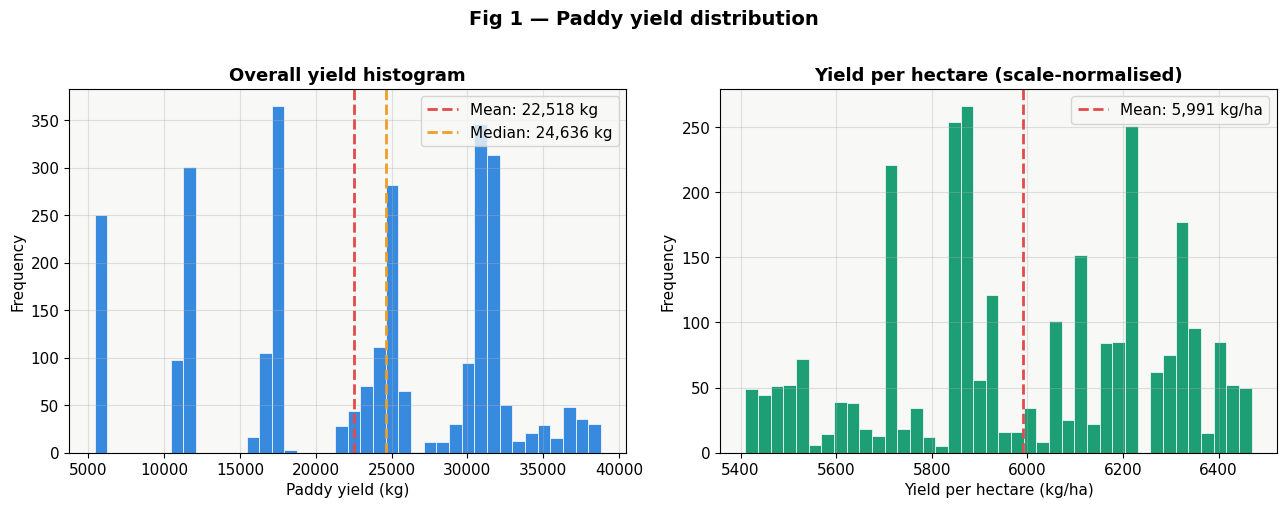 Fig 1 — Paddy yield distribution
Overall yield histogram
Mean: 22,518 kg
Median: 24,636 kg
Frequency
350
300
250
200
150
100
50
0
5000 10000 15000 20000 25000 30000 35000 40000
Paddy yield (kg)
Yield per hectare (scale-normalised)
Mean: 5,991 kg/ha
Frequency
250
200
150
100
50
0
5400 5600 5800 6000 6200 6400
Yield per hectare (kg/ha)